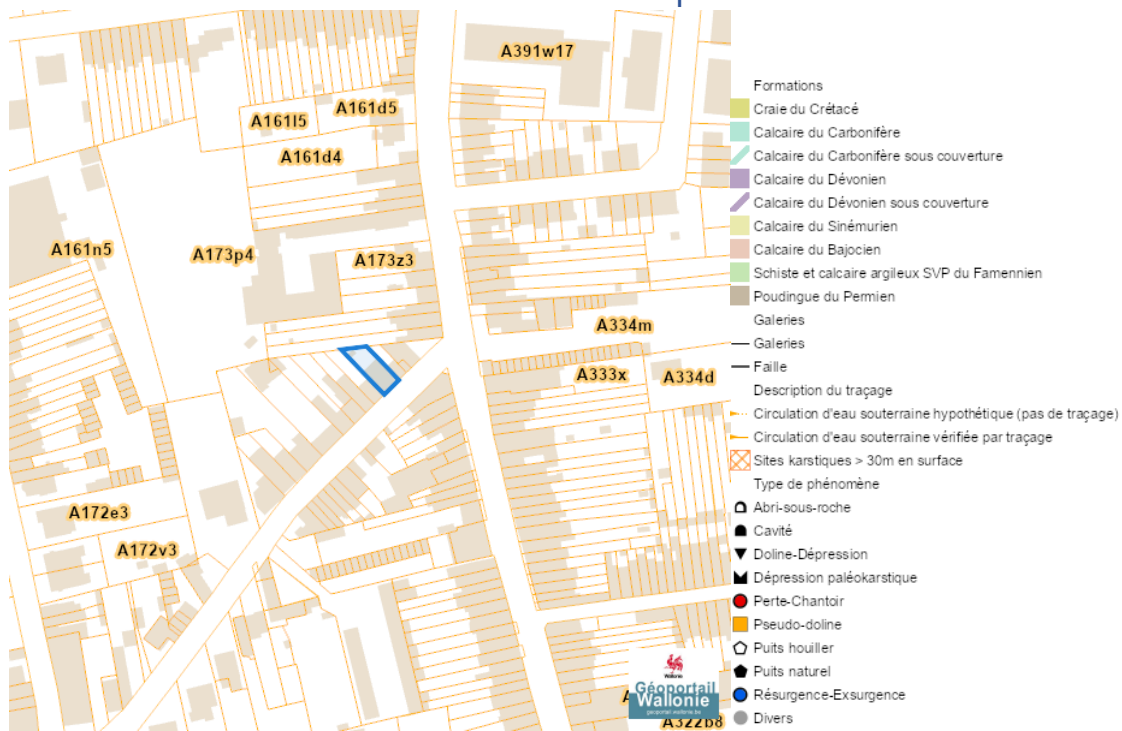 A391w17
A161l5
A161d5
A161d4
A161n5
A173p4
A173z3
A334m
A333x
A334d
A172e3
A172v3
Wallonie
Géoportail
Wallonie
geoportail.wallonie.be
A322b8
Formations
Craie du Crétacé
Calcaire du Carbonifère
Calcaire du Carbonifère sous couverture
Calcaire du Dévonien
Calcaire du Dévonien sous couverture
Calcaire du Sinémurien
Calcaire du Bajocien
Schiste et calcaire argileux SVP du Famennien
Poudingue du Permien
Galeries
Galeries
Faille
Description du traçage
Circulation d'eau souterraine hypothétique (pas de traçage)
Circulation d'eau souterraine vérifiée par traçage
Sites karstiques > 30m en surface
Type de phénomène
Abri-sous-roche
Cavité
Doline-Dépression
Dépression paléokarstique
Perte-Chantoir
Pseudo-doline
Puits houiller
Puits naturel
Résurgence-Exsurgence
Divers